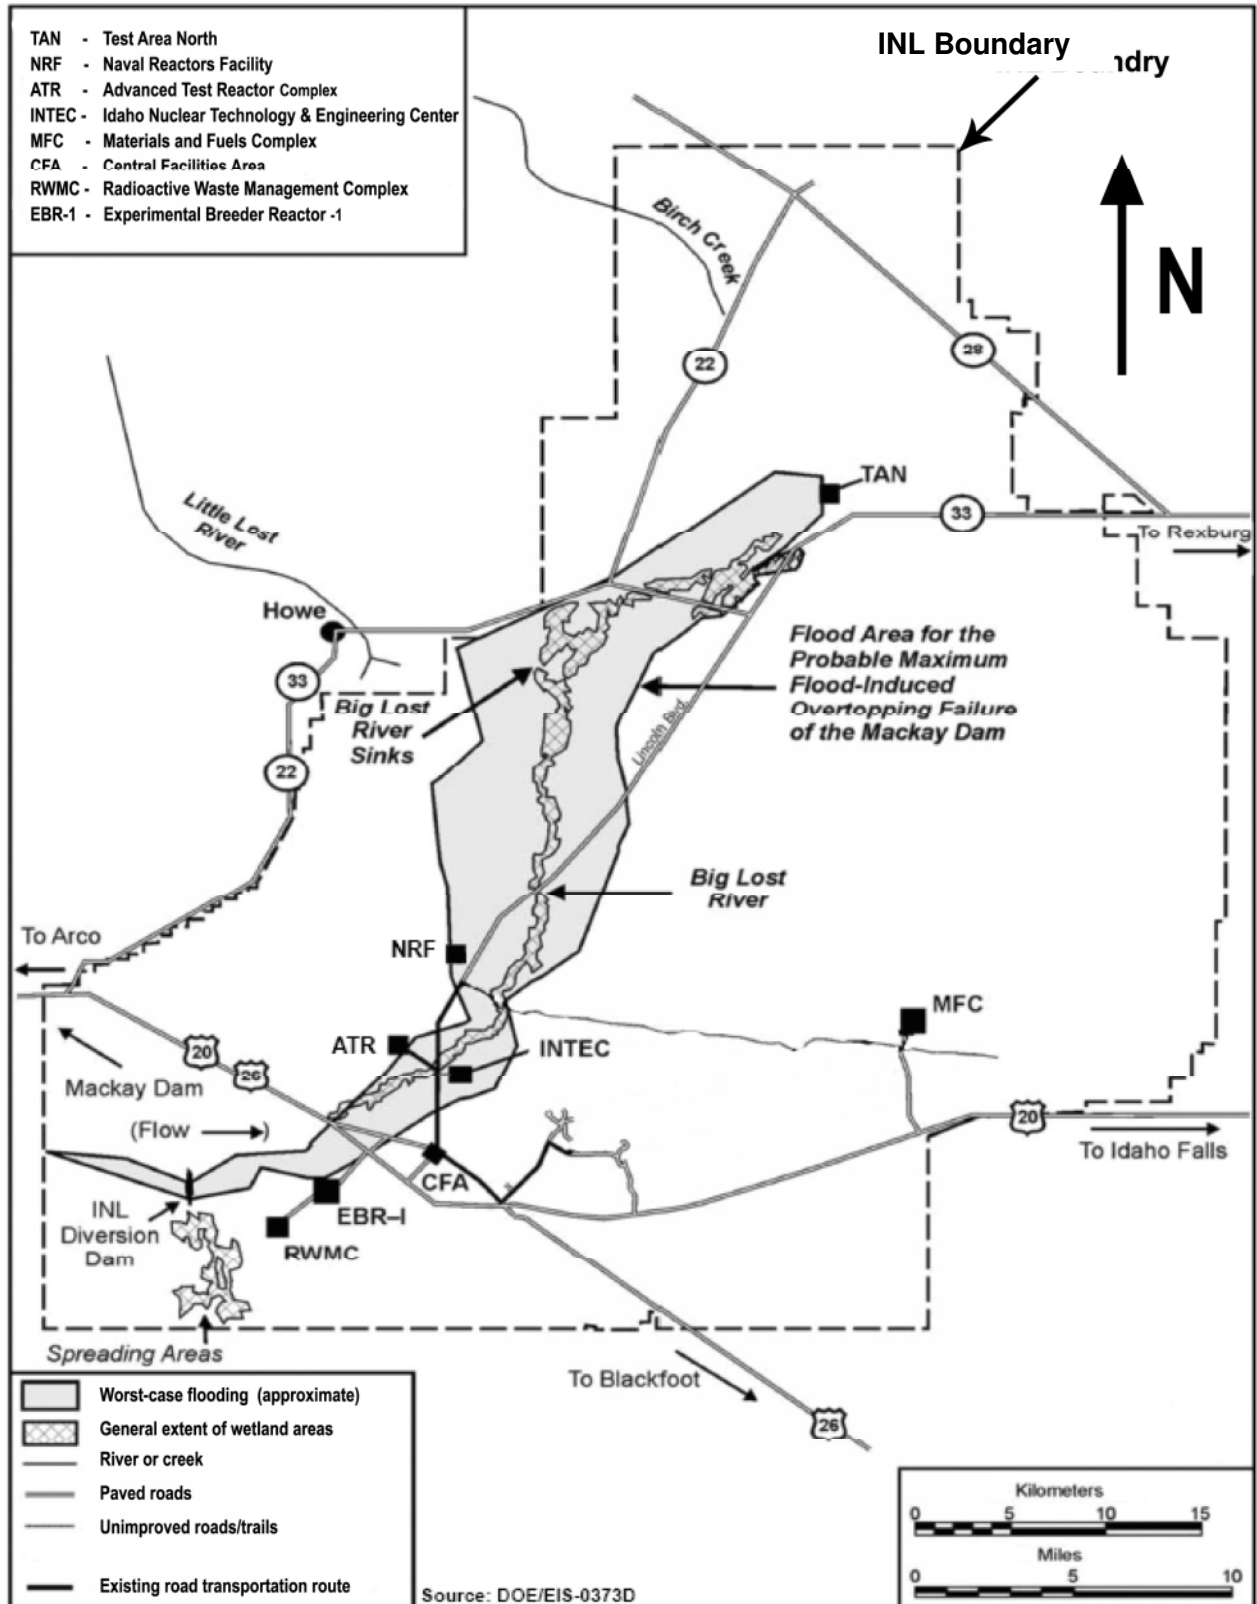 TAN - Test Area North
NRF - Naval Reactors Facility
ATR - Advanced Test Reactor Complex
INTEC - Idaho Nuclear Technology & Engineering Center
MFC - Materials and Fuels Complex
CFA - Central Facilities Area
RWMC - Radioactive Waste Management Complex
EBR-1 - Experimental Breeder Reactor -1
INL Boundary
ndry
N
Birch Creek
22
28
TAN
33
To Rexburg
Little Lost
River
Howe
33
22
Big Lost
River
Sinks
Flood Area for the
Probable Maximum
Flood-Induced
Overtopping Failure
of the Mackay Dam
Lincoln Blvd
Big Lost
River
To Arco
NRF
MFC
ATR
INTEC
20
26
Mackay Dam
(Flow )
20
To Idaho Falls
CFA
INL
Diversion
Dam
EBR–I
RWMC
Spreading Areas
To Blackfoot
26
Worst-case flooding (approximate)
General extent of wetland areas
River or creek
Paved roads
Unimproved roads/trails
Existing road transportation route
Source: DOE/EIS-0373D
Kilometers
0 5 10 15
Miles
0 5 10